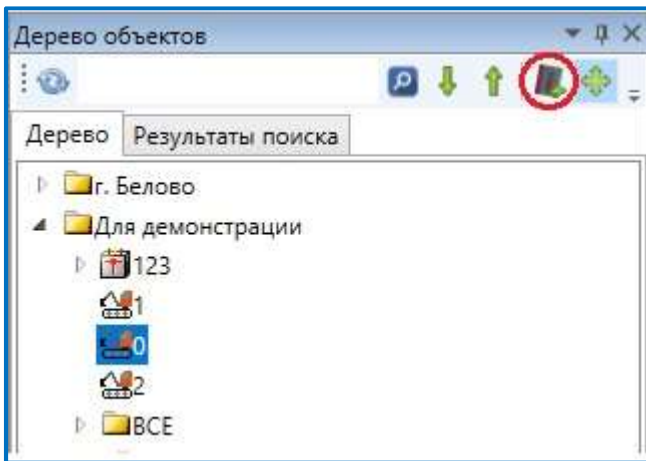 Дерево объектов
Дерево Результаты поиска
г. Белово
Для демонстрации
123
1
0
2
ВСЕ